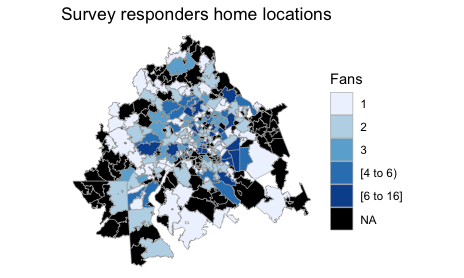 Survey responders home locations
Fans
1
2
3
[4 to 6)
[6 to 16]
NA